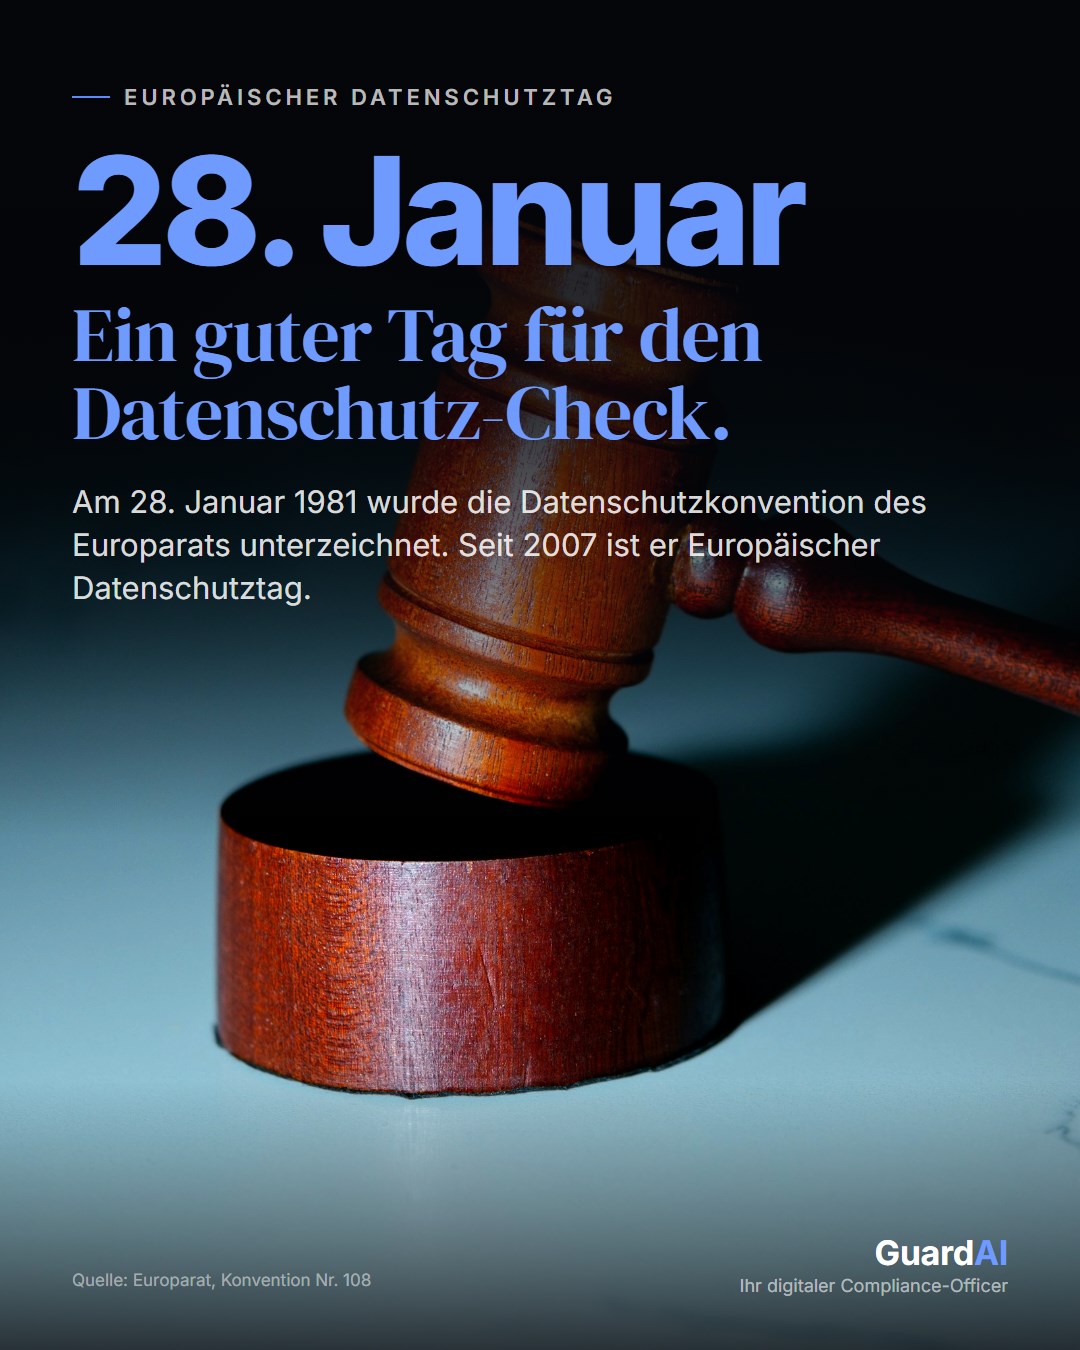 EUROPÄISCHER DATENSCHUTZTAG
28. Januar
Ein guter Tag für den
Datenschutz-Check.
Am 28. Januar 1981 wurde die Datenschutzkonvention des
Europarats unterzeichnet. Seit 2007 ist er Europäischer
Datenschutztag.
GuardAI
Quelle: Europarat, Konvention Nr. 108
Ihr digitaler Compliance-Officer